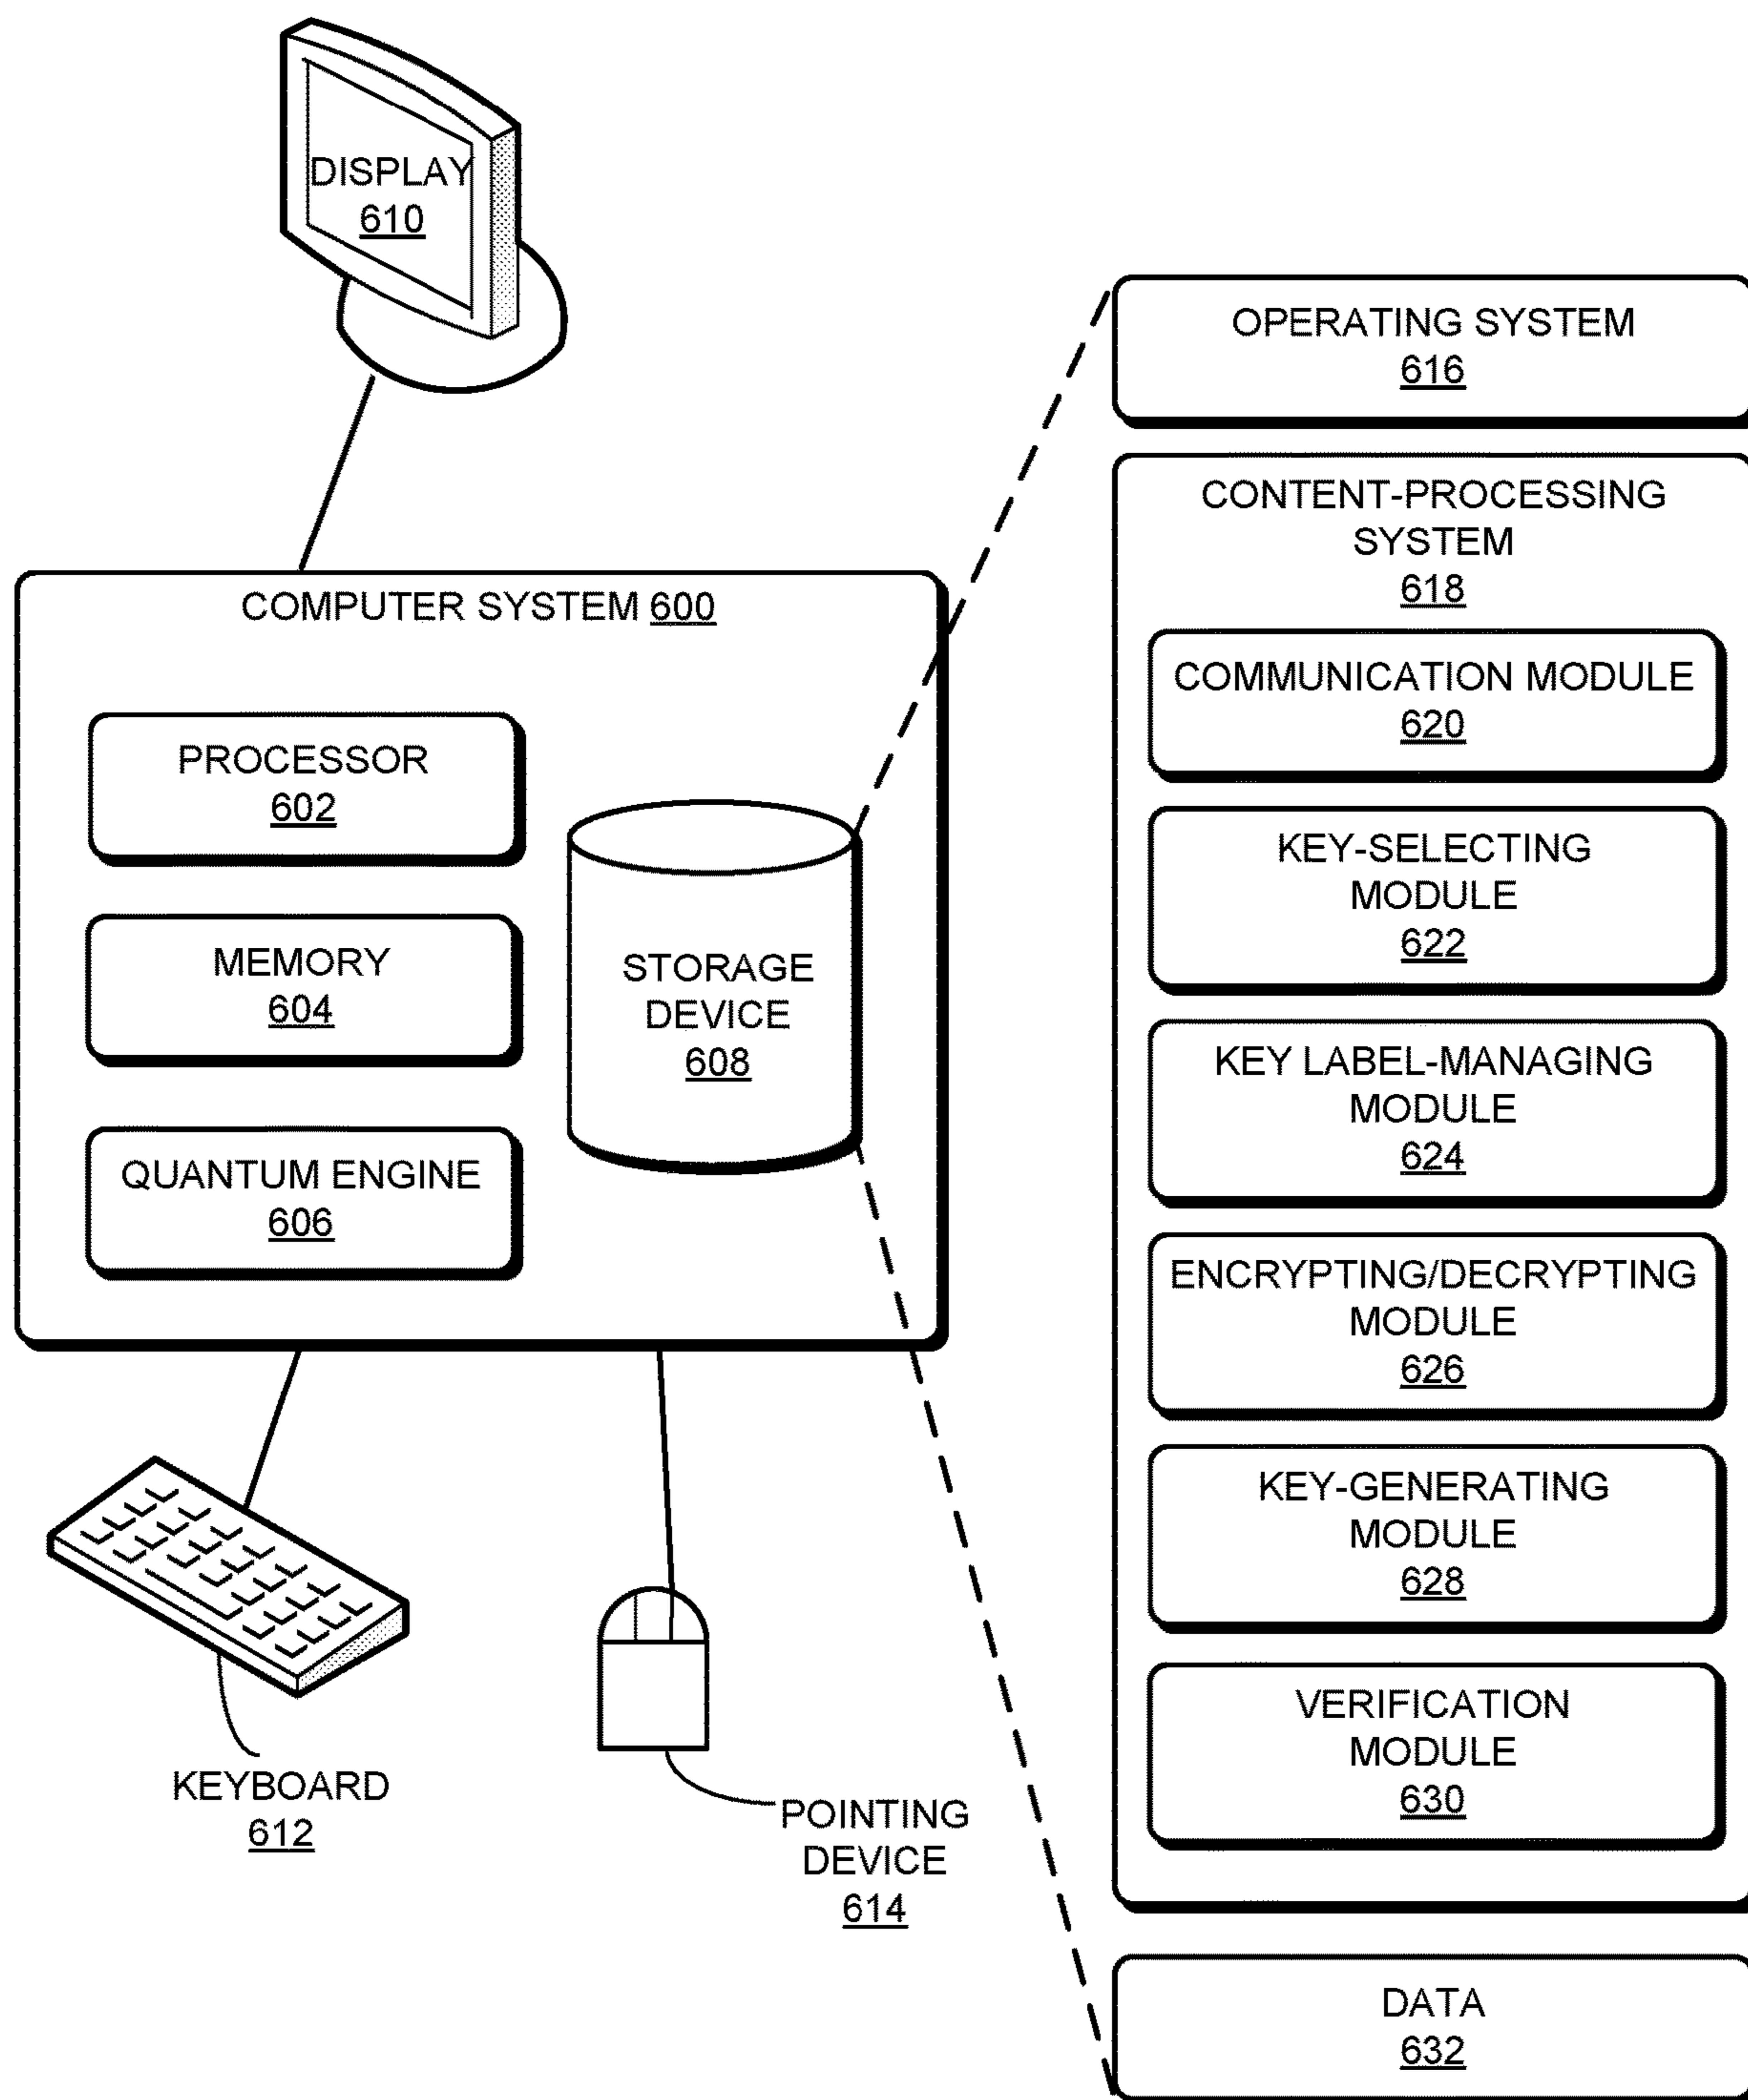 DISPLAY
610
COMPUTER SYSTEM 600
PROCESSOR
602
MEMORY
604
QUANTUM ENGINE
606
STORAGE
DEVICE
608
KEYBOARD
612
POINTING
DEVICE
614
OPERATING SYSTEM
616
CONTENT-PROCESSING
SYSTEM
618
COMMUNICATION MODULE
620
KEY-SELECTING
MODULE
622
KEY LABEL-MANAGING
MODULE
624
ENCRYPTING/DECRYPTING
MODULE
626
KEY-GENERATING
MODULE
628
VERIFICATION
MODULE
630
DATA
632